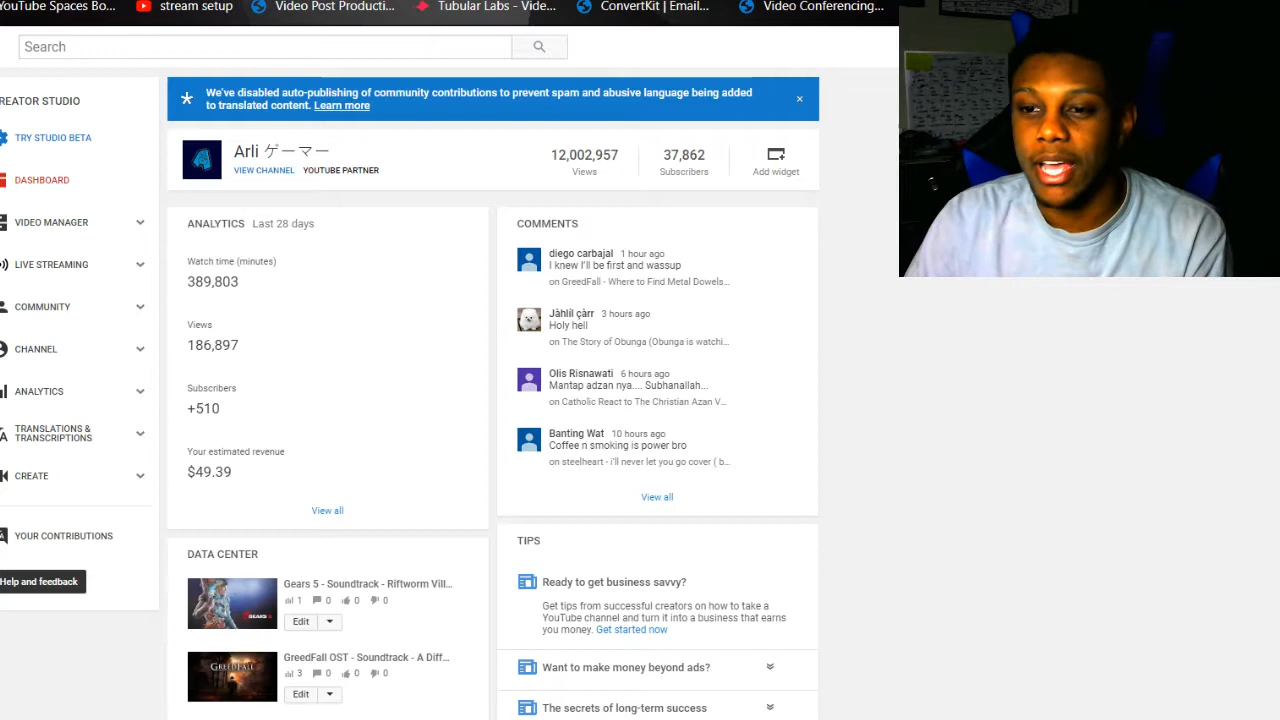 YouTube Spaces Bo...
stream setup
Video Post Producti...
Tubular Labs - Vide...
ConvertKit | Email...
Video Conferencing...
Search
REATOR STUDIO
TRY STUDIO BETA
DASHBOARD
VIDEO MANAGER
LIVE STREAMING
COMMUNITY
CHANNEL
ANALYTICS
TRANSLATIONS &
TRANSCRIPTIONS
CREATE
YOUR CONTRIBUTIONS
Help and feedback
We've disabled auto-publishing of community contributions to prevent spam and abusive language being added
to translated content. Learn more
Arli ゲーマー
VIEW CHANNEL YOUTUBE PARTNER
12,002,957
Views
37,862
Subscribers
Add widget
ANALYTICS Last 28 days
Watch time (minutes)
389,803
Views
186,897
Subscribers
+510
Your estimated revenue
$49.39
View all
COMMENTS
diego carbajal 1 hour ago
I knew I'll be first and wassup
on GreedFall - Where to Find Metal Dowels...
Jàhlíl çàrr 3 hours ago
Holy hell
on The Story of Obunga (Obunga is watchi...
Olis Risnawati 6 hours ago
Mantap adzan nya.... Subhanallah...
on Catholic React to The Christian Azan V...
Banting Wat 10 hours ago
Coffee n smoking is power bro
on steelheart - i'll never let you go cover ( b...
View all
DATA CENTER
Gears 5 - Soundtrack - Riftworm Vill...
1 0 0 0
Edit
GEARS
GreedFall OST - Soundtrack - A Diff...
3 0 0 0
Edit
GREEDFALL
TIPS
Ready to get business savvy?
Get tips from successful creators on how to take a
YouTube channel and turn it into a business that earns
you money. Get started now
Want to make money beyond ads?
The secrets of long-term success